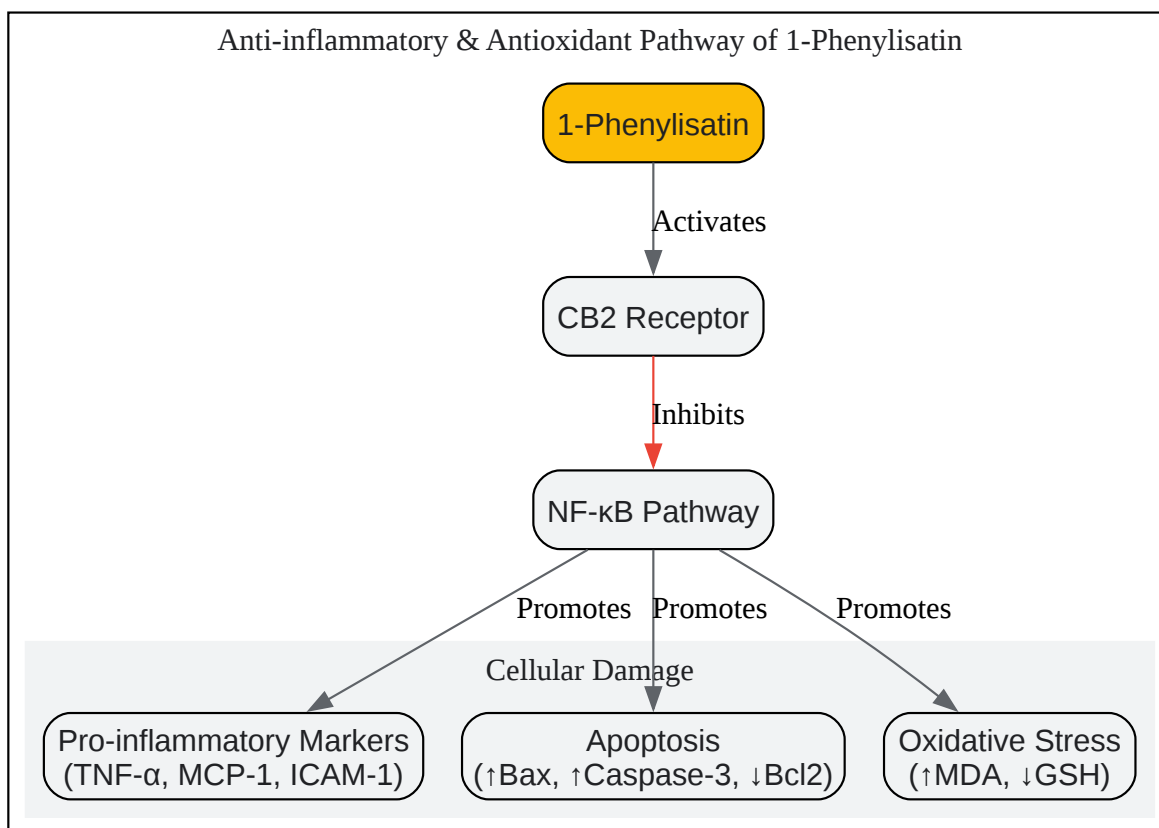 Anti-inflammatory & Antioxidant Pathway of 1-Phenylisatin
1-Phenylisatin
Activates
CB2 Receptor
Inhibits
NF-κB Pathway
Promotes
Promotes
Promotes
Cellular Damage
Pro-inflammatory Markers
(TNF-α, MCP-1, ICAM-1)
Apoptosis
(↑Bax, ↑Caspase-3, ↓Bcl2)
Oxidative Stress
(↑MDA, ↓GSH)